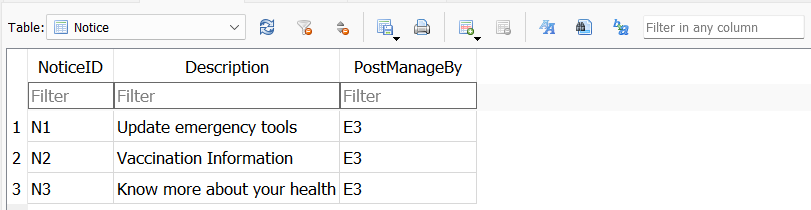 Table: Notice Filter in any column
NoticeID Description PostManageBy
Filter Filter Filter
1 N1 Update emergency tools E3
2 N2 Vaccination Information E3
3 N3 Know more about your health E3